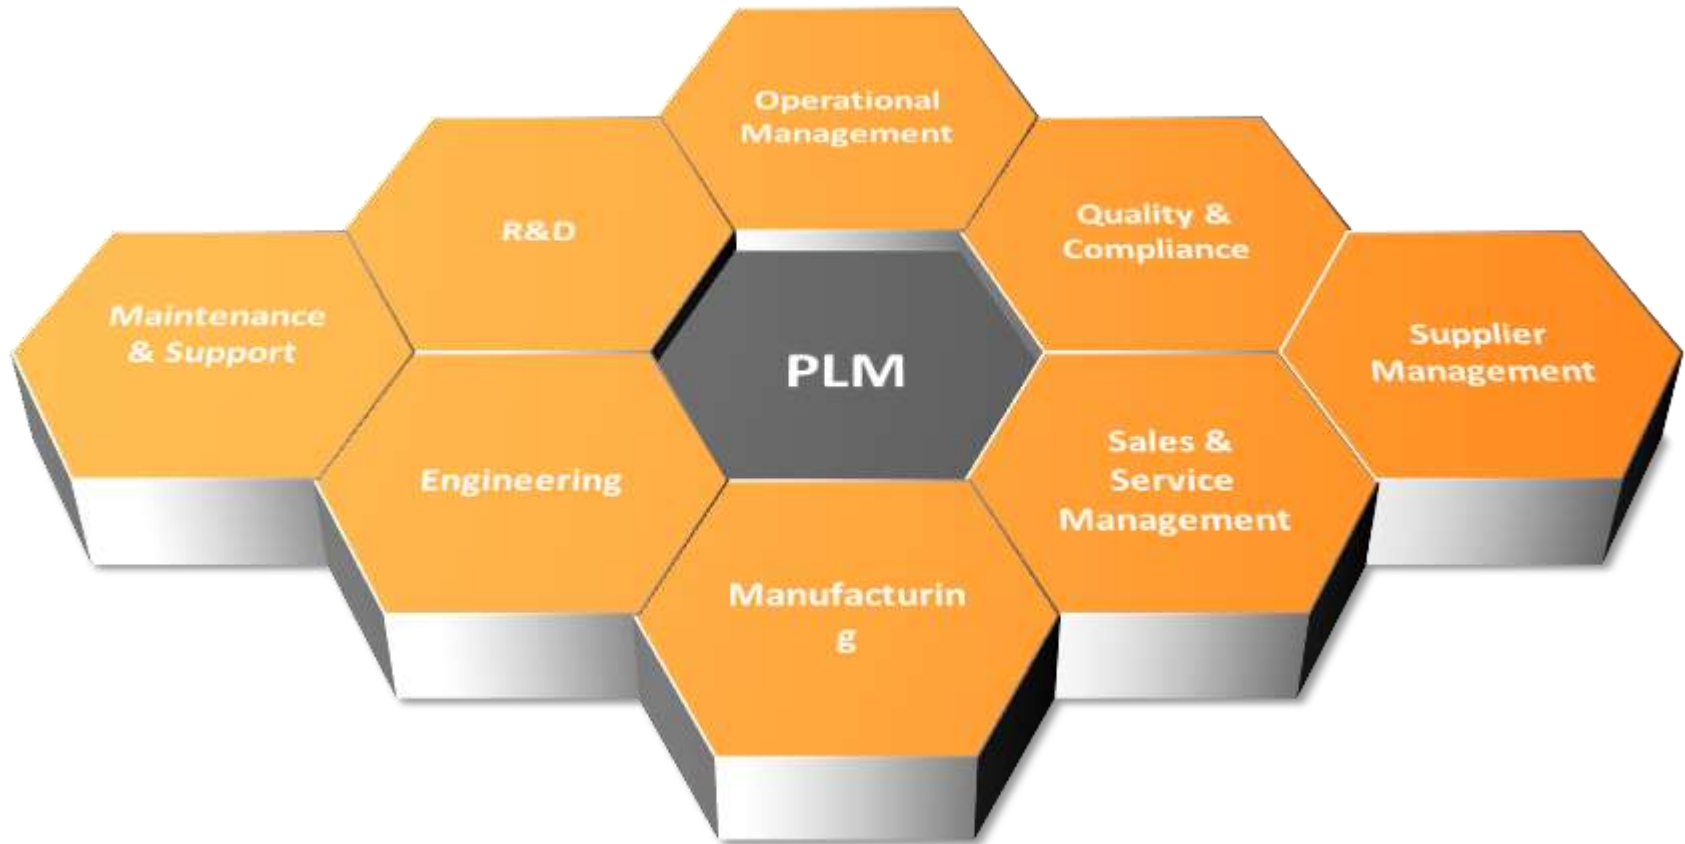 Operational
Management
R&D
Quality &
Compliance
Maintenance
& Support
PLM
Supplier
Management
Engineering
Sales &
Service
Management
Manufacturin
g